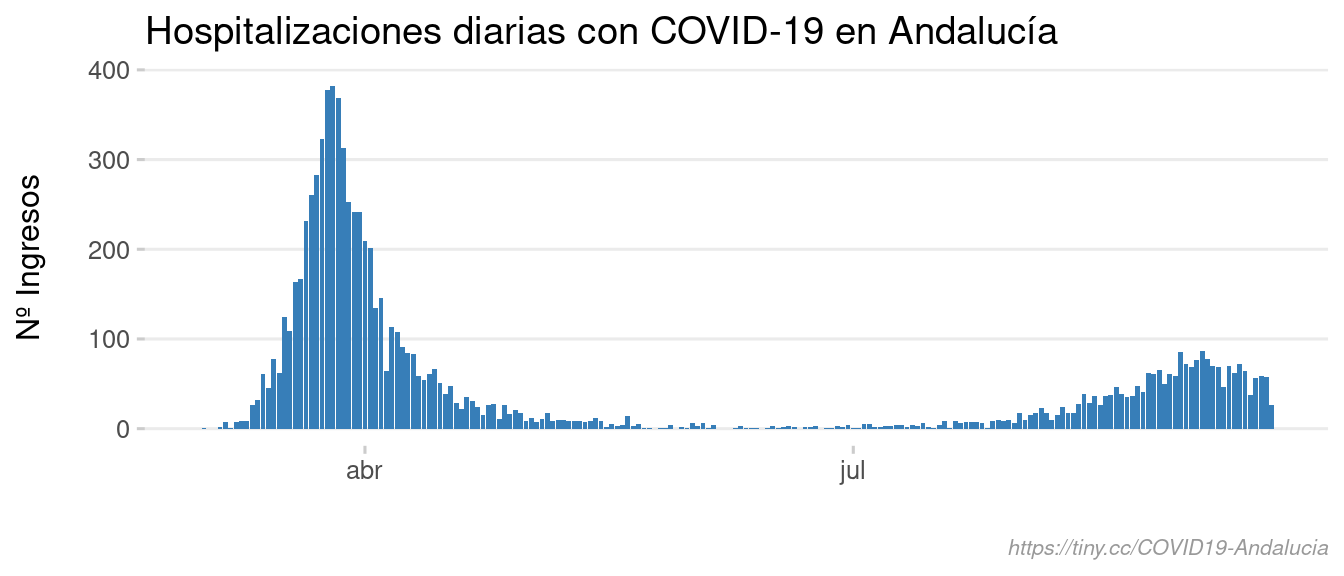 Hospitalizaciones diarias con COVID-19 en Andalucía
Nº Ingresos
400
300
200
100
0
abr
jul
https://tiny.cc/COVID19-Andalucia